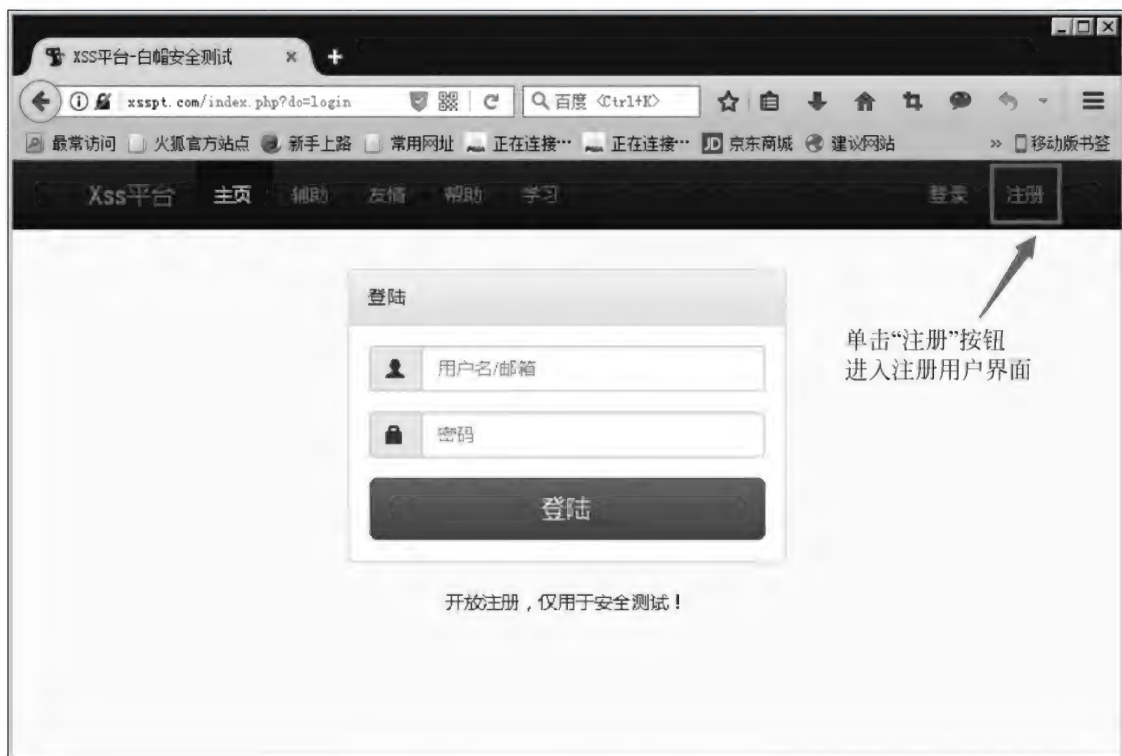 XSS平台-白帽安全测试
xsspt.com/index.php?do=login
百度 <Ctrl+K>
最常访问 火狐官方站点 新手上路 常用网址 正在连接… 正在连接… JD 京东商城 建议网站 » 移动版书签
Xss平台 主页 辅助 友情 帮助 学习 登录 注册
登陆
单击“注册”按钮
进入注册用户界面
用户名/邮箱
密码
登陆
开放注册,仅用于安全测试!